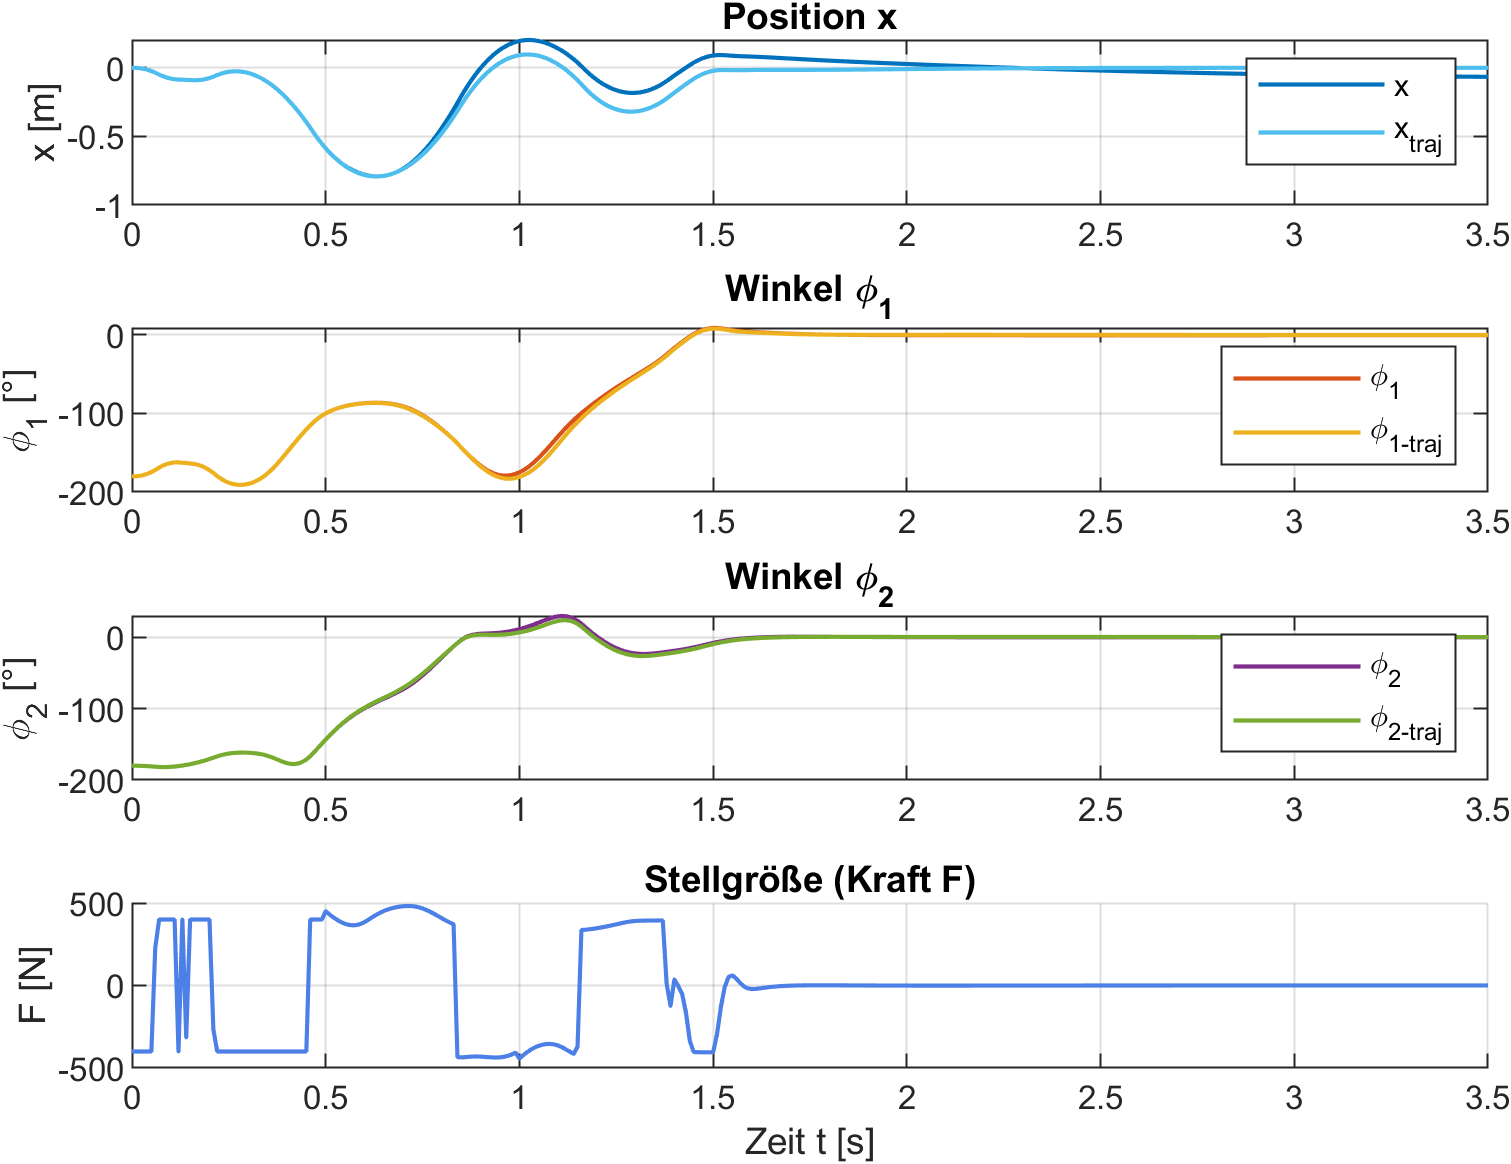 Position x
x [m]
0
-0.5
-1
0 0.5 1 1.5 2 2.5 3 3.5
x
x_traj
Winkel ϕ_1
ϕ_1 [°]
0
-100
-200
0 0.5 1 1.5 2 2.5 3 3.5
ϕ_1
ϕ_1-traj
Winkel ϕ_2
ϕ_2 [°]
0
-100
-200
0 0.5 1 1.5 2 2.5 3 3.5
ϕ_2
ϕ_2-traj
Stellgröße (Kraft F)
F [N]
500
0
-500
0 0.5 1 1.5 2 2.5 3 3.5
Zeit t [s]